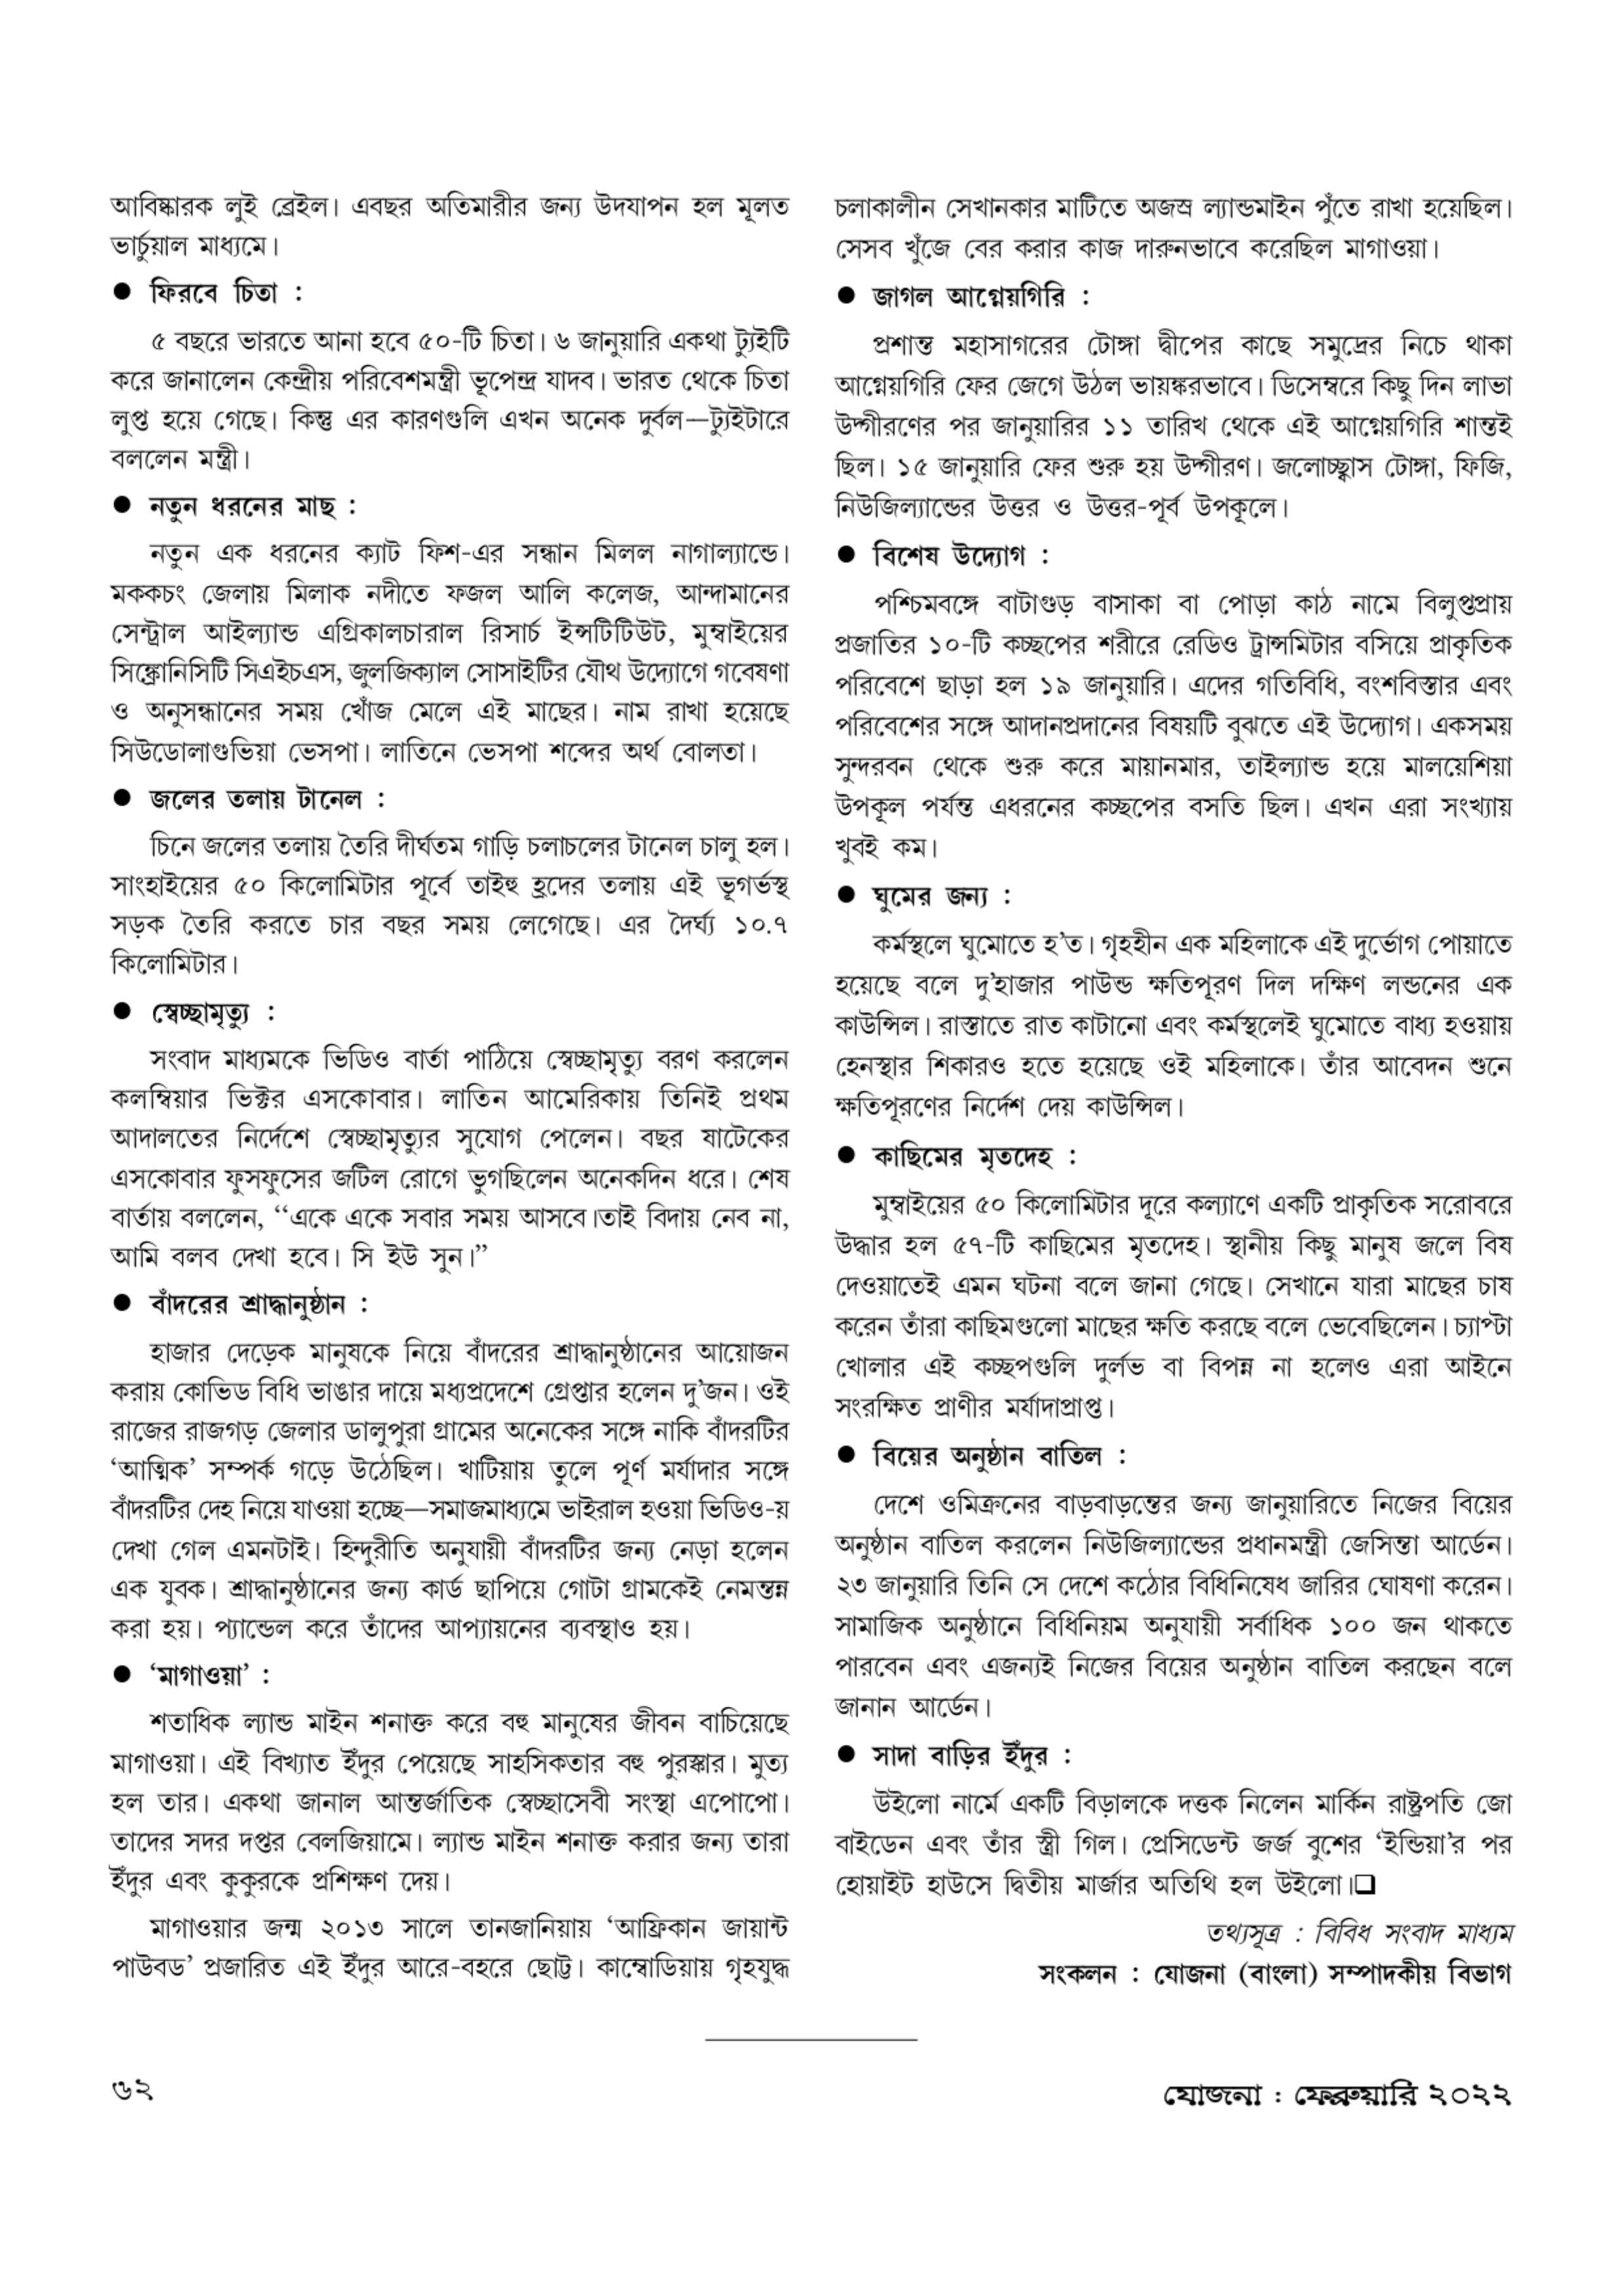 আবিষ্কারক লুই ব্রেইল। এবছর অতিমারীর জন্য উদযাপন হল মূলত
ভার্চুয়াল মাধ্যমে।
● ফিরবে চিতা :
৫ বছরে ভারতে আনা হবে ৫০-টি চিতা। ৬ জানুয়ারি একথা ট্যুইটি
করে জানালেন কেন্দ্রীয় পরিবেশমন্ত্রী ভূপেন্দ্র যাদব। ভারত থেকে চিতা
লুপ্ত হয়ে গেছে। কিন্তু এর কারণগুলি এখন অনেক দুর্বল—ট্যুইটারে
বললেন মন্ত্রী।
● নতুন ধরনের মাছ :
নতুন এক ধরনের ক্যাট ফিশ-এর সন্ধান মিলল নাগাল্যান্ডে।
মককচং জেলায় মিলাক নদীতে ফজল আলি কলেজ, আন্দামানের
সেন্ট্রাল আইল্যান্ড এগ্রিকালচারাল রিসার্চ ইন্সটিটিউট, মুম্বাইয়ের
সিঙ্ক্রোনিসিটি সিএইচএস, জুলজিক্যাল সোসাইটির যৌথ উদ্যোগে গবেষণা
ও অনুসন্ধানের সময় খোঁজ মেলে এই মাছের। নাম রাখা হয়েছে
সিউডোলাগুভিয়া ভেসপা। লাতিনে ভেসপা শব্দের অর্থ বোলতা।
● জলের তলায় টানেল :
চিনে জলের তলায় তৈরি দীর্ঘতম গাড়ি চলাচলের টানেল চালু হল।
সাংহাইয়ের ৫০ কিলোমিটার পূর্বে তাইহু হ্রদের তলায় এই ভূগর্ভস্থ
সড়ক তৈরি করতে চার বছর সময় লেগেছে। এর দৈর্ঘ্য ১০.৭
কিলোমিটার।
● স্বেচ্ছামৃত্যু :
সংবাদ মাধ্যমকে ভিডিও বার্তা পাঠিয়ে স্বেচ্ছামৃত্যু বরণ করলেন
কলম্বিয়ার ভিক্টর এসকোবার। লাতিন আমেরিকায় তিনিই প্রথম
আদালতের নির্দেশে স্বেচ্ছামৃত্যুর সুযোগ পেলেন। বছর ষাটেকের
এসকোবার ফুসফুসের জটিল রোগে ভুগছিলেন অনেকদিন ধরে। শেষ
বার্তায় বললেন, ‘‘একে একে সবার সময় আসবে।তাই বিদায় নেব না,
আমি বলব দেখা হবে। সি ইউ সুন।’’
● বাঁদরের শ্রাদ্ধানুষ্ঠান :
হাজার দেড়েক মানুষকে নিয়ে বাঁদরের শ্রাদ্ধানুষ্ঠানের আয়োজন
করায় কোভিড বিধি ভাঙার দায়ে মধ্যপ্রদেশে গ্রেপ্তার হলেন দু’জন। ওই
রাজের রাজগড় জেলার ডালুপুরা গ্রামের অনেকের সঙ্গে নাকি বাঁদরটির
‘আত্মিক’ সম্পর্ক গড়ে উঠেছিল। খাটিয়ায় তুলে পূর্ণ মর্যাদার সঙ্গে
বাঁদরটির দেহ নিয়ে যাওয়া হচ্ছে—সমাজমাধ্যমে ভাইরাল হওয়া ভিডিও-য়
দেখা গেল এমনটাই। হিন্দুরীতি অনুযায়ী বাঁদরটির জন্য নেড়া হলেন
এক যুবক। শ্রাদ্ধানুষ্ঠানের জন্য কার্ড ছাপিয়ে গোটা গ্রামকেই নেমন্তন্ন
করা হয়। প্যান্ডেল করে তাঁদের আপ্যায়নের ব্যবস্থাও হয়।
● ‘মাগাওয়া’ :
শতাধিক ল্যান্ড মাইন শনাক্ত করে বহু মানুষের জীবন বাচিয়েছে
মাগাওয়া। এই বিখ্যাত ইঁদুর পেয়েছে সাহসিকতার বহু পুরস্কার। মুত্য
হল তার। একথা জানাল আন্তর্জাতিক স্বেচ্ছাসেবী সংস্থা এপোপো।
তাদের সদর দপ্তর বেলজিয়ামে। ল্যান্ড মাইন শনাক্ত করার জন্য তারা
ইঁদুর এবং কুকুরকে প্রশিক্ষণ দেয়।
মাগাওয়ার জন্ম ২০১৩ সালে তানজানিয়ায় ‘আফ্রিকান জায়ান্ট
পাউবড’ প্রজারিত এই ইঁদুর আরে-বহরে ছোট্ট। কাম্বোডিয়ায় গৃহযুদ্ধ
চলাকালীন সেখানকার মাটিতে অজস্র ল্যান্ডমাইন পুঁতে রাখা হয়েছিল।
সেসব খুঁজে বের করার কাজ দারুনভাবে করেছিল মাগাওয়া।
● জাগল আগ্নেয়গিরি :
প্রশান্ত মহাসাগরের টোঙ্গা দ্বীপের কাছে সমুদ্রের নিচে থাকা
আগ্নেয়গিরি ফের জেগে উঠল ভায়ঙ্করভাবে। ডিসেম্বরে কিছু দিন লাভা
উদ্গীরণের পর জানুয়ারির ১১ তারিখ থেকে এই আগ্নেয়গিরি শান্তই
ছিল। ১৫ জানুয়ারি ফের শুরু হয় উদ্গীরণ। জলোচ্ছ্বাস টোঙ্গা, ফিজি,
নিউজিল্যান্ডের উত্তর ও উত্তর-পূর্ব উপকূলে।
● বিশেষ উদ্যোগ :
পশ্চিমবঙ্গে বাটাগুড় বাসাকা বা পোড়া কাঠ নামে বিলুপ্তপ্রায়
প্রজাতির ১০-টি কচ্ছপের শরীরে রেডিও ট্রান্সমিটার বসিয়ে প্রাকৃতিক
পরিবেশে ছাড়া হল ১৯ জানুয়ারি। এদের গতিবিধি, বংশবিস্তার এবং
পরিবেশের সঙ্গে আদানপ্রদানের বিষয়টি বুঝতে এই উদ্যোগ। একসময়
সুন্দরবন থেকে শুরু করে মায়ানমার, তাইল্যান্ড হয়ে মালয়েশিয়া
উপকূল পর্যন্ত এধরনের কচ্ছপের বসতি ছিল। এখন এরা সংখ্যায়
খুবই কম।
● ঘুমের জন্য :
কর্মস্থলে ঘুমোতে হ’ত। গৃহহীন এক মহিলাকে এই দুর্ভোগ পোয়াতে
হয়েছে বলে দু’হাজার পাউন্ড ক্ষতিপূরণ দিল দক্ষিণ লন্ডনের এক
কাউন্সিল। রাস্তাতে রাত কাটানো এবং কর্মস্থলেই ঘুমোতে বাধ্য হওয়ায়
হেনস্থার শিকারও হতে হয়েছে ওই মহিলাকে। তাঁর আবেদন শুনে
ক্ষতিপূরণের নির্দেশ দেয় কাউন্সিল।
● কাছিমের মৃতদেহ :
মুম্বাইয়ের ৫০ কিলোমিটার দূরে কল্যাণে একটি প্রাকৃতিক সরোবরে
উদ্ধার হল ৫৭-টি কাছিমের মৃতদেহ। স্থানীয় কিছু মানুষ জলে বিষ
দেওয়াতেই এমন ঘটনা বলে জানা গেছে। সেখানে যারা মাছের চাষ
করেন তাঁরা কাছিমগুলো মাছের ক্ষতি করছে বলে ভেবেছিলেন। চ্যাপ্টা
খোলার এই কচ্ছপগুলি দুর্লভ বা বিপন্ন না হলেও এরা আইনে
সংরক্ষিত প্রাণীর মর্যাদাপ্রাপ্ত।
● বিয়ের অনুষ্ঠান বাতিল :
দেশে ওমিক্রনের বাড়বাড়ন্তের জন্য জানুয়ারিতে নিজের বিয়ের
অনুষ্ঠান বাতিল করলেন নিউজিল্যান্ডের প্রধানমন্ত্রী জেসিন্তা আর্ডেন।
২৩ জানুয়ারি তিনি সে দেশে কঠোর বিধিনিষেধ জারির ঘোষণা করেন।
সামাজিক অনুষ্ঠানে বিধিনিয়ম অনুযায়ী সর্বাধিক ১০০ জন থাকতে
পারবেন এবং এজন্যই নিজের বিয়ের অনুষ্ঠান বাতিল করছেন বলে
জানান আর্ডেন।
● সাদা বাড়ির ইঁদুর :
উইলো নার্মে একটি বিড়ালকে দত্তক নিলেন মার্কিন রাষ্ট্রপতি জো
বাইডেন এবং তাঁর স্ত্রী গিল। প্রেসিডেন্ট জর্জ বুশের ‘ইন্ডিয়া’র পর
হোয়াইট হাউসে দ্বিতীয় মার্জার অতিথি হল উইলো।❑
তথ্যসূত্র : বিবিধ সংবাদ মাধ্যম
সংকলন : যোজনা (বাংলা) সম্পাদকীয় বিভাগ
৬২
যোজনা : ফেব্রুয়ারি ২০২২